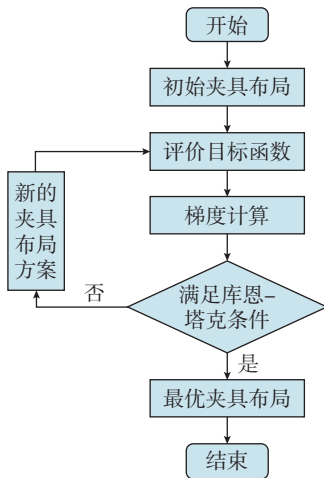 开始
初始夹具布局
评价目标函数
梯度计算
新的
夹具
布局
方案
满足库恩–
塔克条件
否
是
最优夹具布局
结束